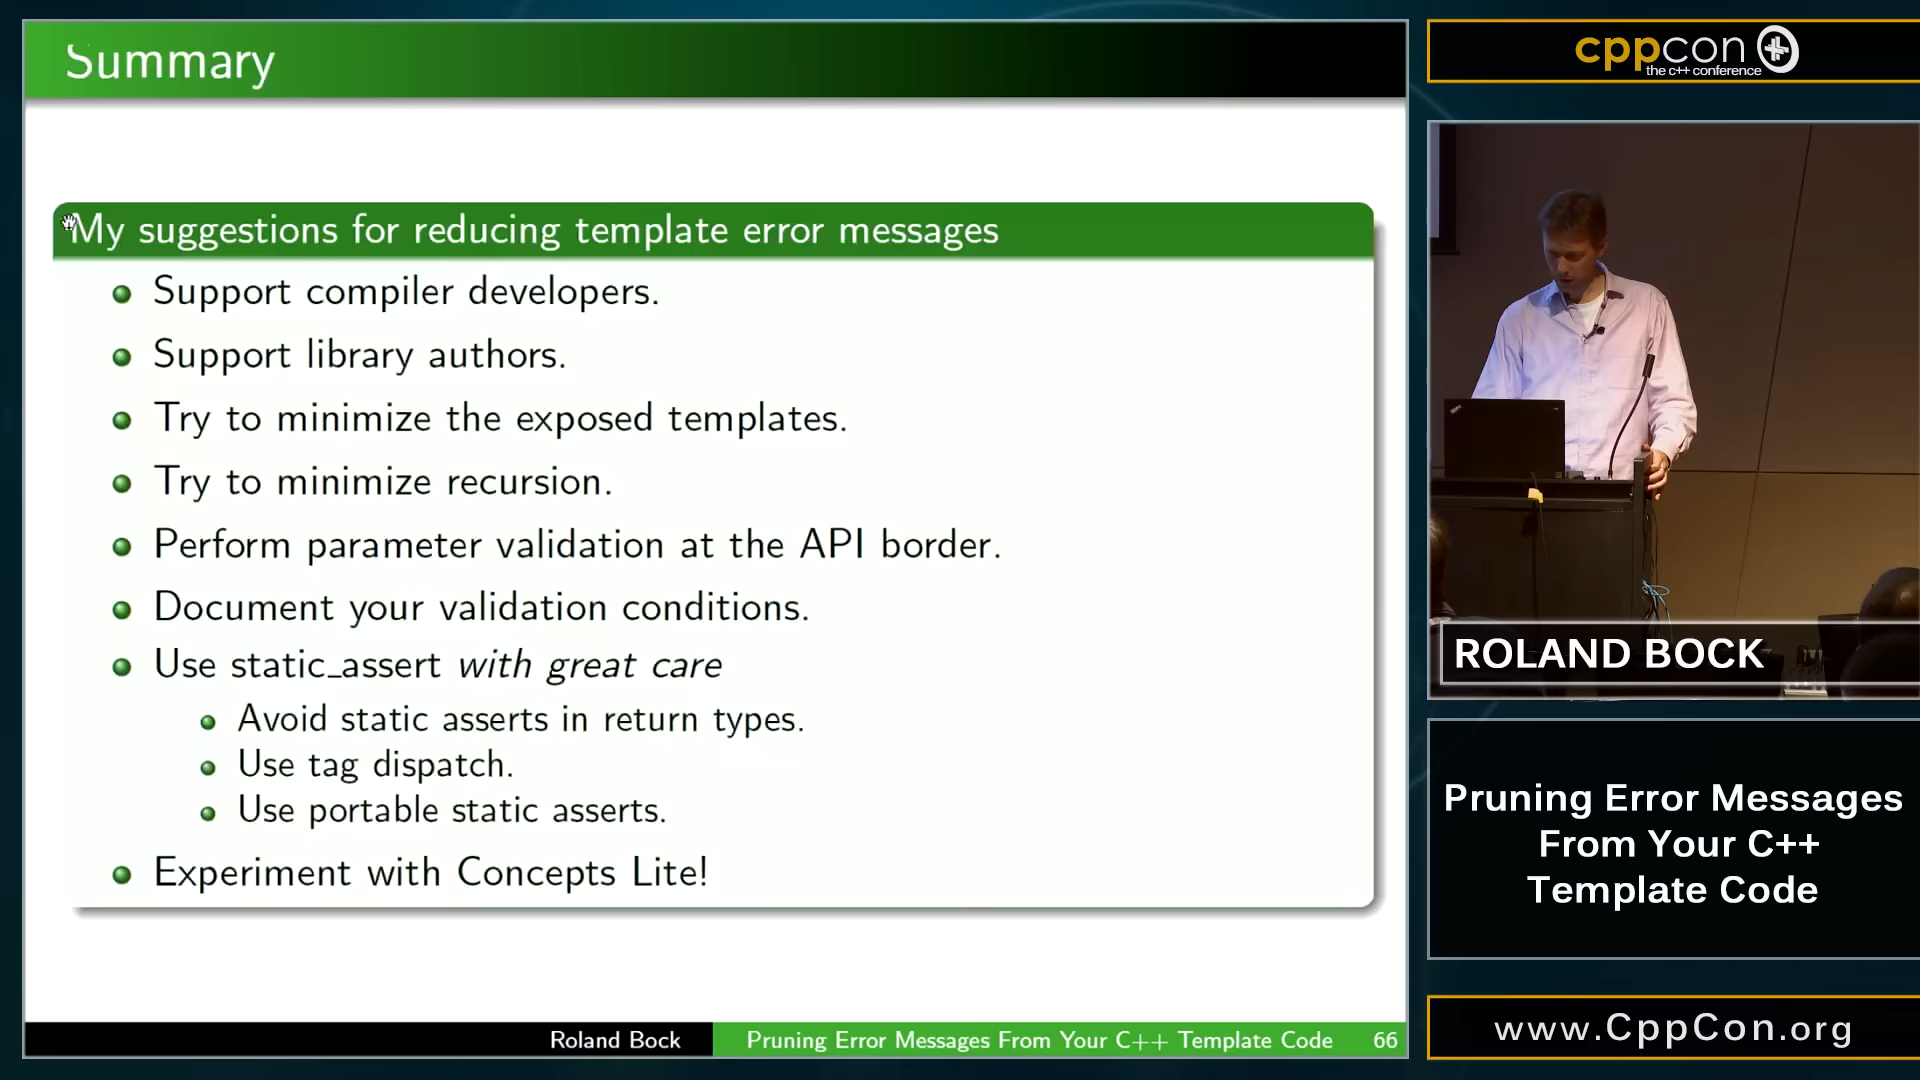 Summary
My suggestions for reducing template error messages
Support compiler developers.
Support library authors.
Try to minimize the exposed templates.
Try to minimize recursion.
Perform parameter validation at the API border.
Document your validation conditions.
Use static_assert with great care
Avoid static asserts in return types.
Use tag dispatch.
Use portable static asserts.
Experiment with Concepts Lite!
Roland Bock
Pruning Error Messages From Your C++ Template Code
66
cppcon
the c++ conference
ROLAND BOCK
Pruning Error Messages
From Your C++
Template Code
www.CppCon.org